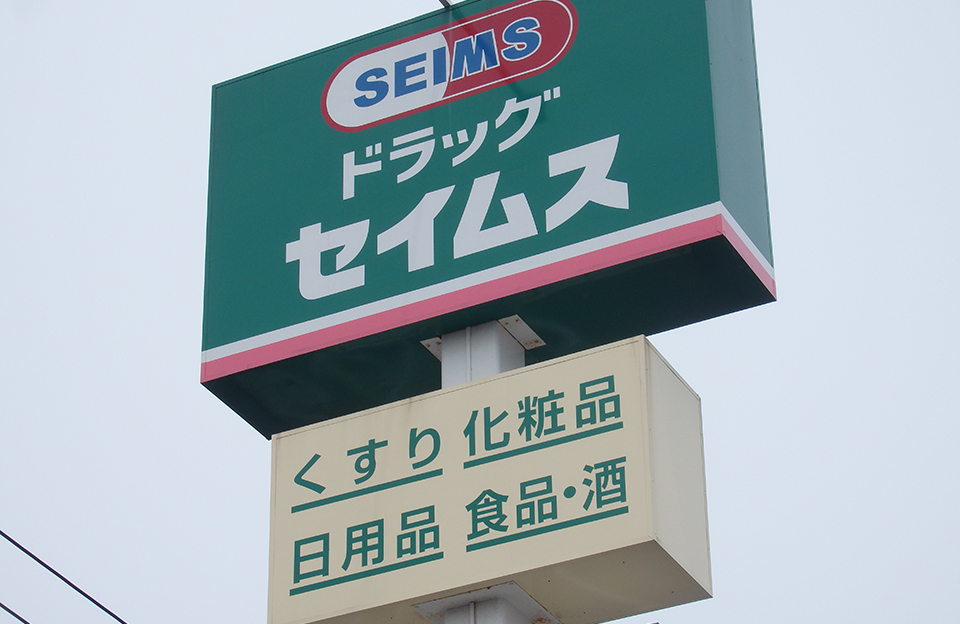 SEIMS
ドラッグ
セイムス
くすり 化粧品
日用品 食品・酒